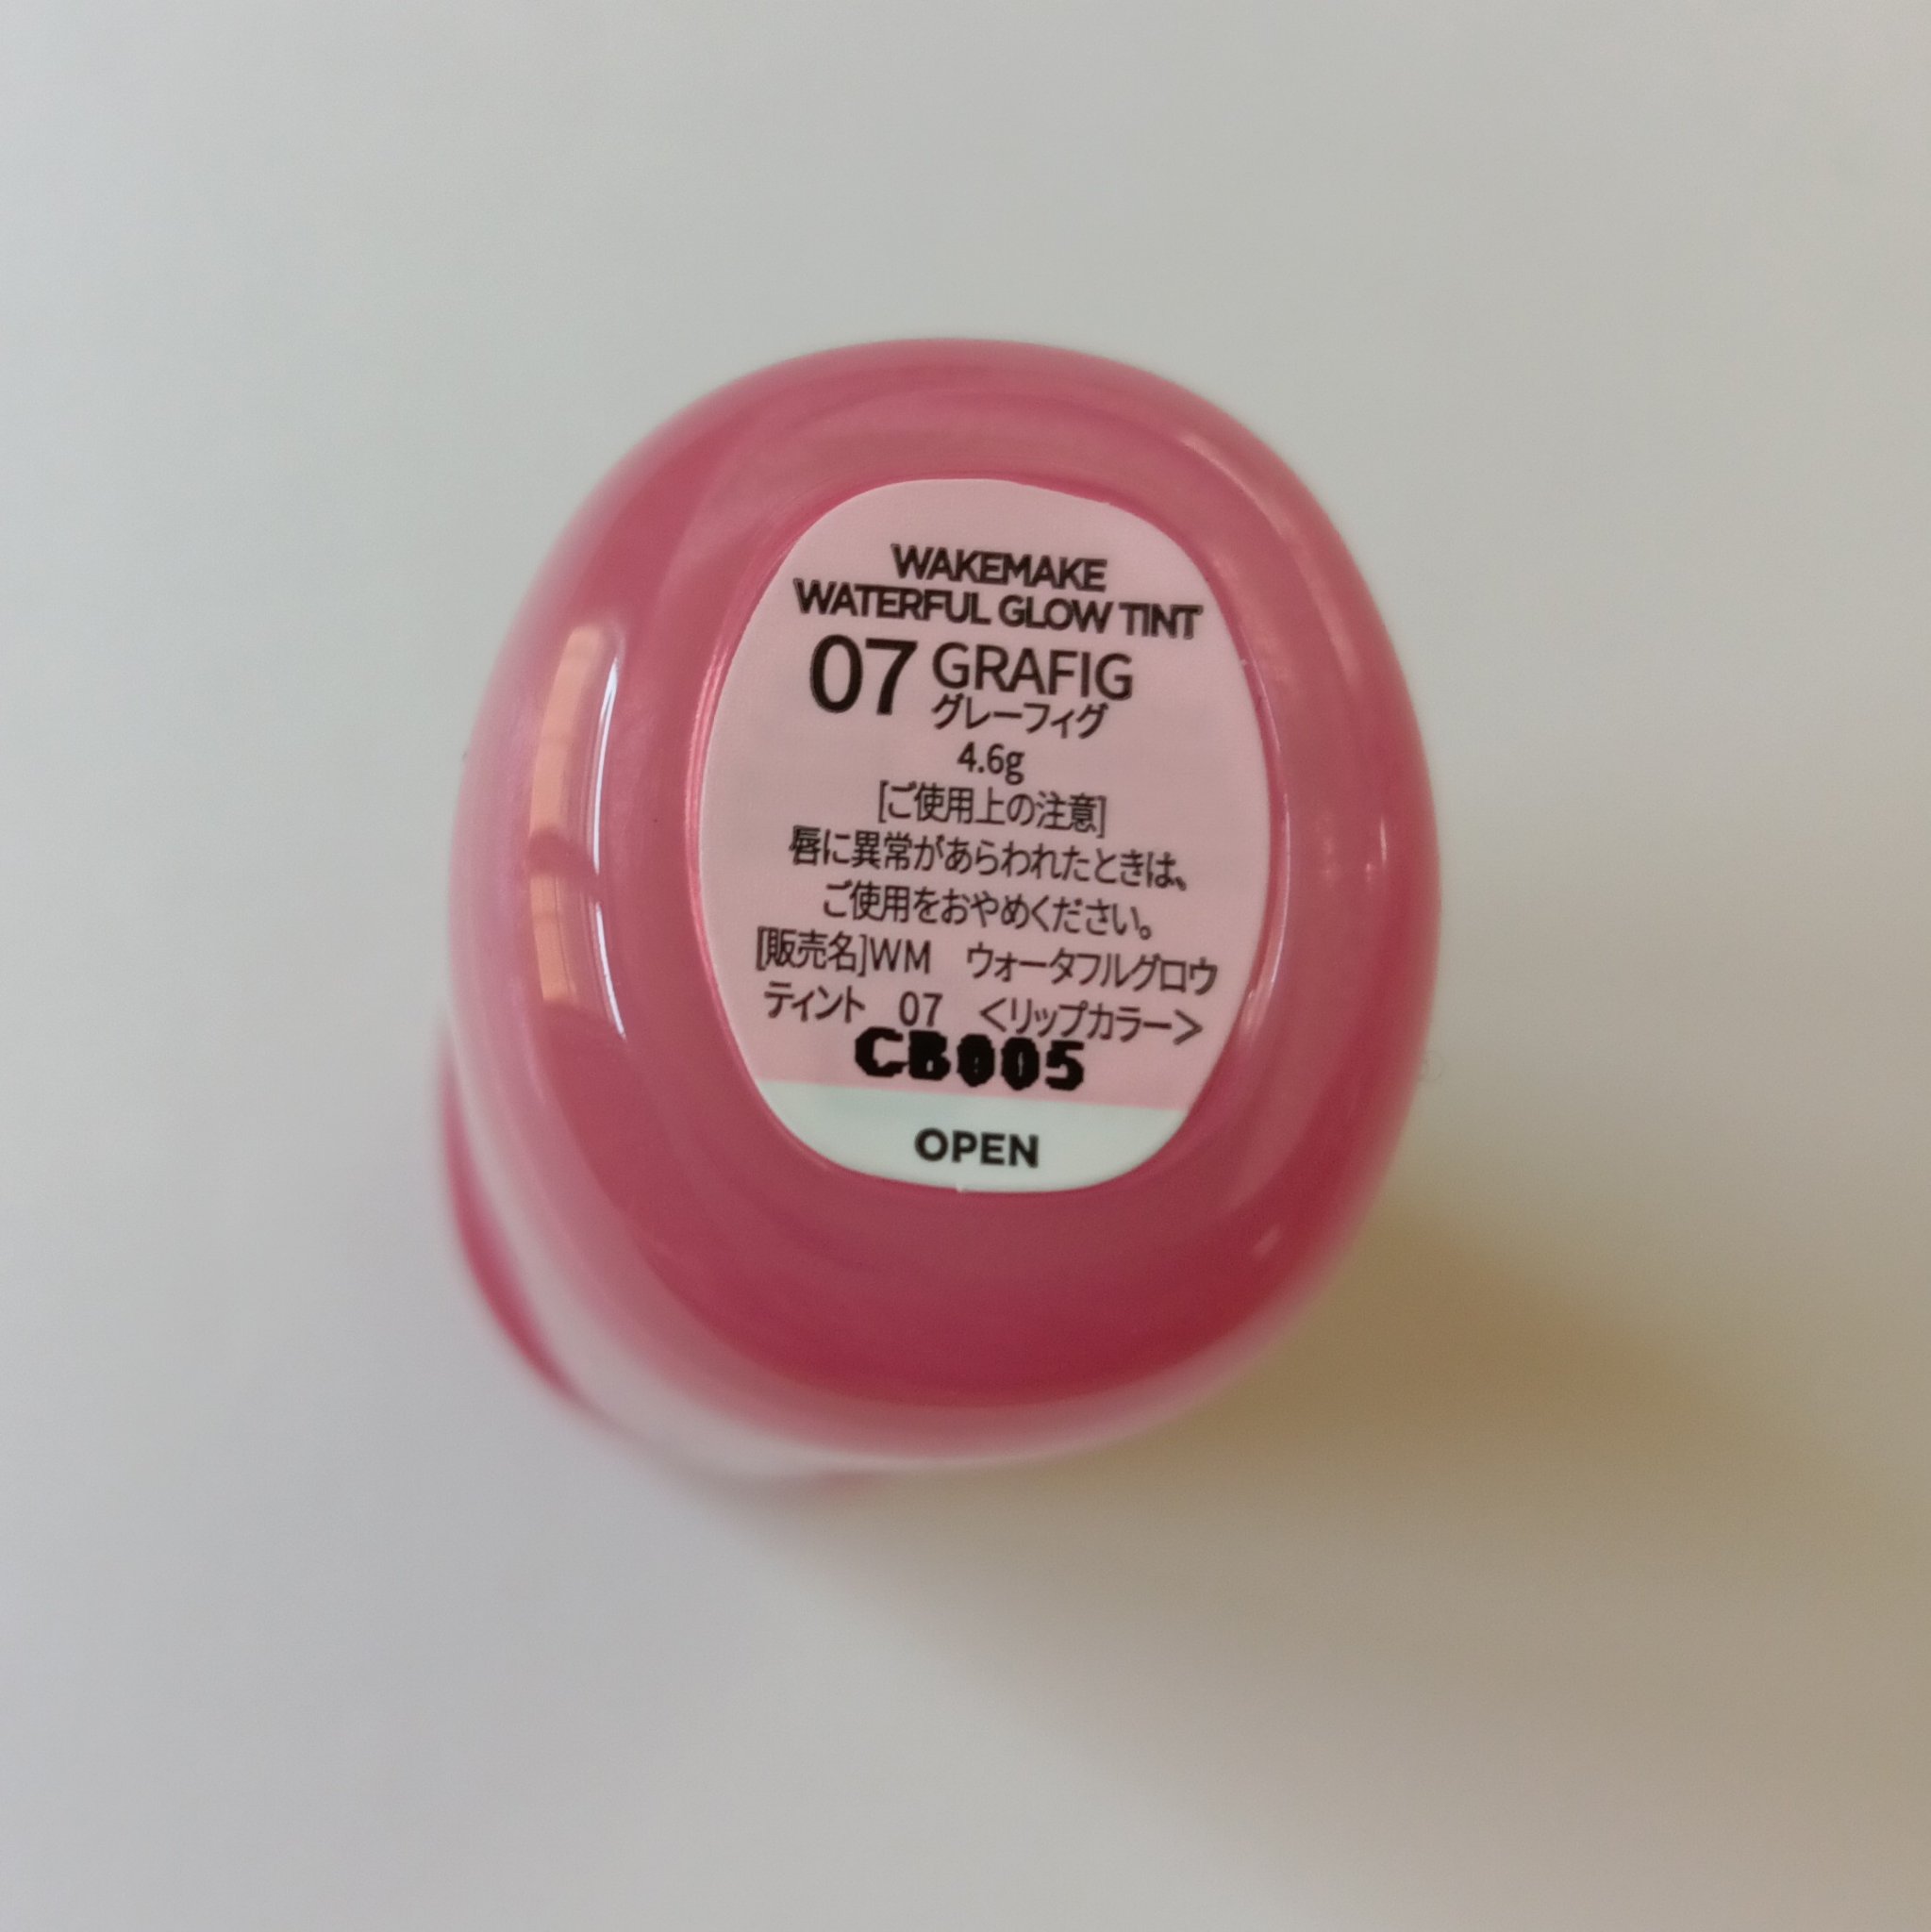 WAKEMAKE
WATERFUL GLOW TINT
07 GRAFIG
グレーフィグ
4.6g
[ご使用上の注意]
唇に異常があらわれたときは、
ご使用をおやめください。
[販売名]WM　ウォータフルグロウ
ティント　07　＜リップカラー＞
CB005
OPEN